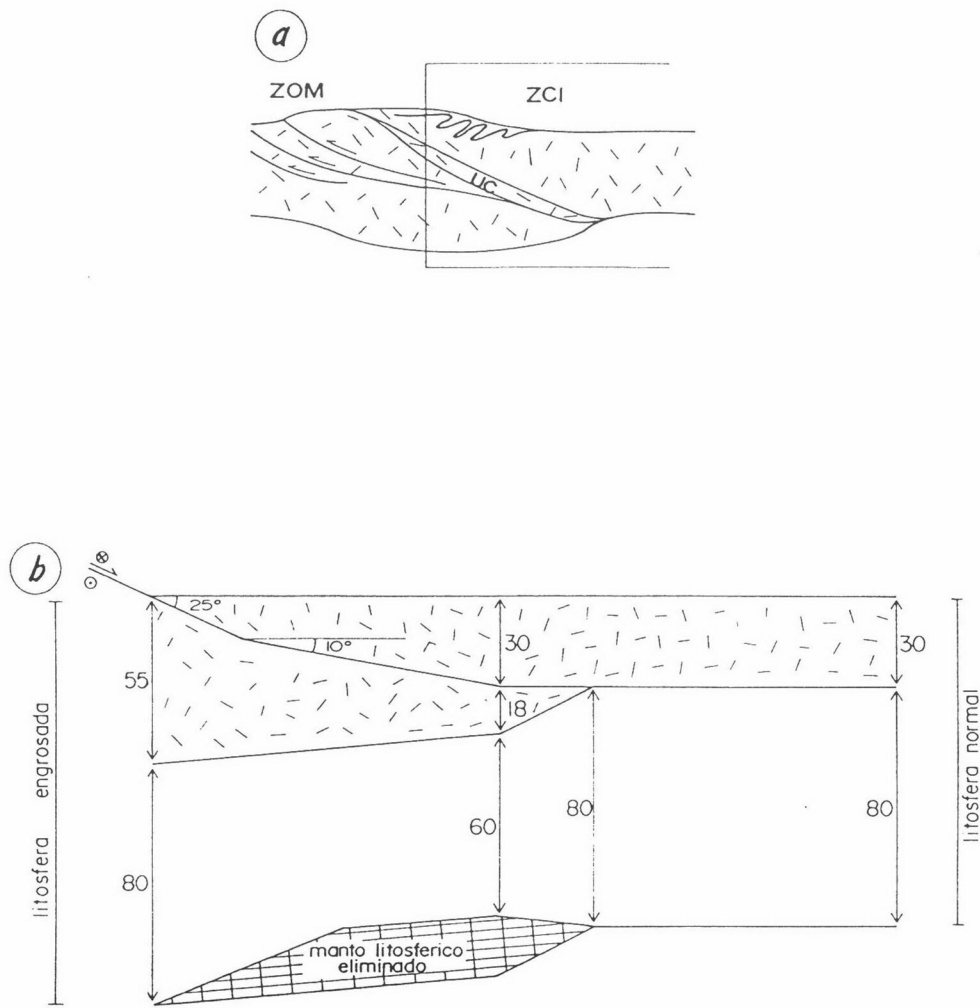 a
ZOM
ZCI
UC
b
25°
10°
30
30
55
18
60
80
80
80
litosfera engrosada
litosfera normal
manto litosferico
eliminado